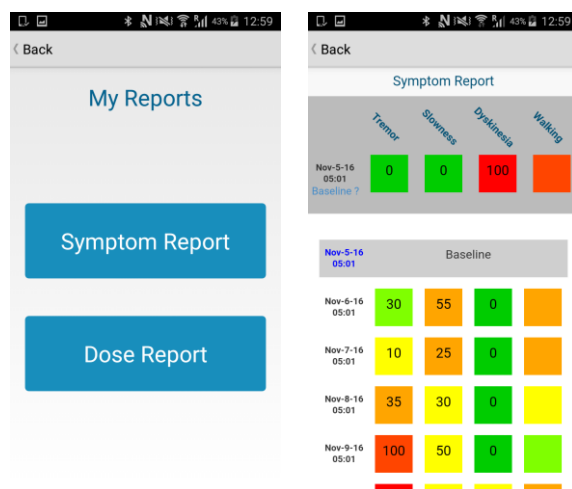 43% 12:59
Back
My Reports
Symptom Report
Dose Report
43% 12:59
Back
Symptom Report
Tremor Slowness Dyskinesia Walking
Nov-5-16
05:01
Baseline ?
0 0 100
Nov-5-16
05:01
Baseline
Nov-6-16
05:01
30 55 0
Nov-7-16
05:01
10 25 0
Nov-8-16
05:01
35 30 0
Nov-9-16
05:01
100 50 0